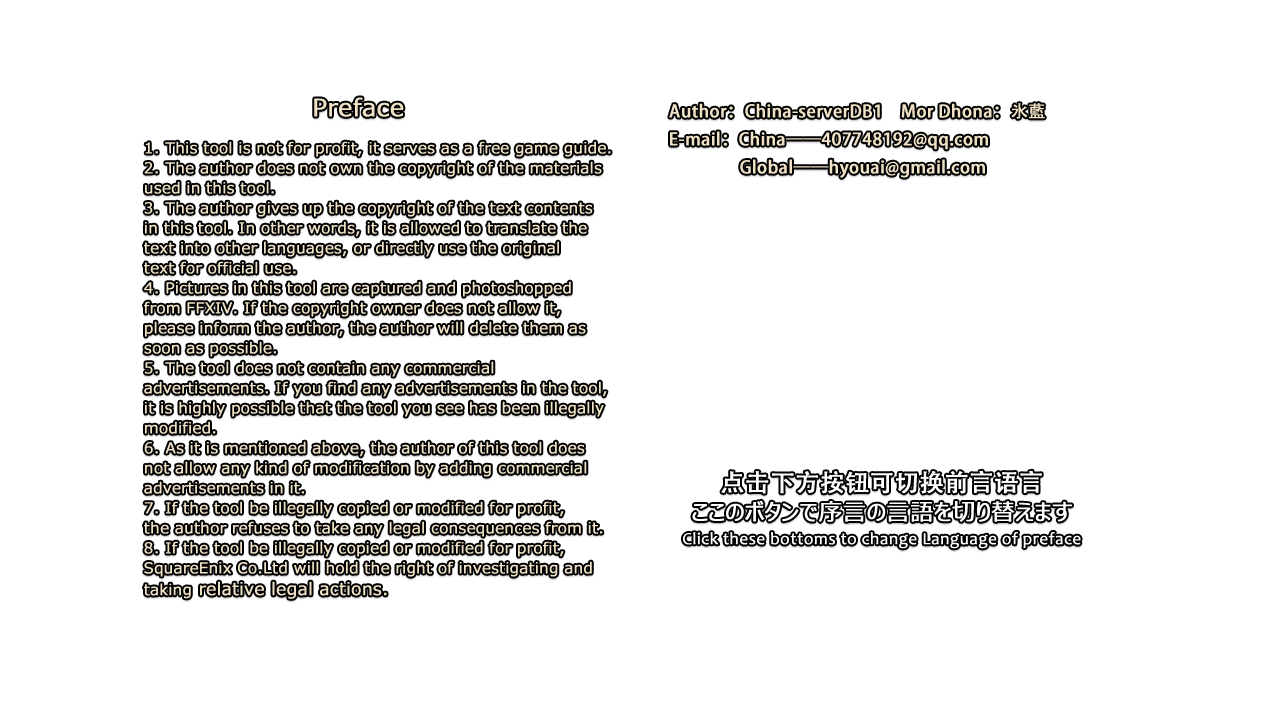 Preface
1. This tool is not for profit, it serves as a free game guide.
2. The author does not own the copyright of the materials
used in this tool.
3. The author gives up the copyright of the text contents
in this tool. In other words, it is allowed to translate the
text into other languages, or directly use the original
text for official use.
4. Pictures in this tool are captured and photoshopped
from FFXIV. If the copyright owner does not allow it,
please inform the author, the author will delete them as
soon as possible.
5. The tool does not contain any commercial
advertisements. If you find any advertisements in the tool,
it is highly possible that the tool you see has been illegally
modified.
6. As it is mentioned above, the author of this tool does
not allow any kind of modification by adding commercial
advertisements in it.
7. If the tool be illegally copied or modified for profit,
the author refuses to take any legal consequences from it.
8. If the tool be illegally copied or modified for profit,
SquareEnix Co.Ltd will hold the right of investigating and
taking relative legal actions.
Author：China-serverDB1 Mor Dhona：氷藍
E-mail：China——407748192@qq.com
Global——hyouai@gmail.com
点击下方按钮可切换前言语言
ここのボタンで序言の言語を切り替えます
Click these bottoms to change Language of preface